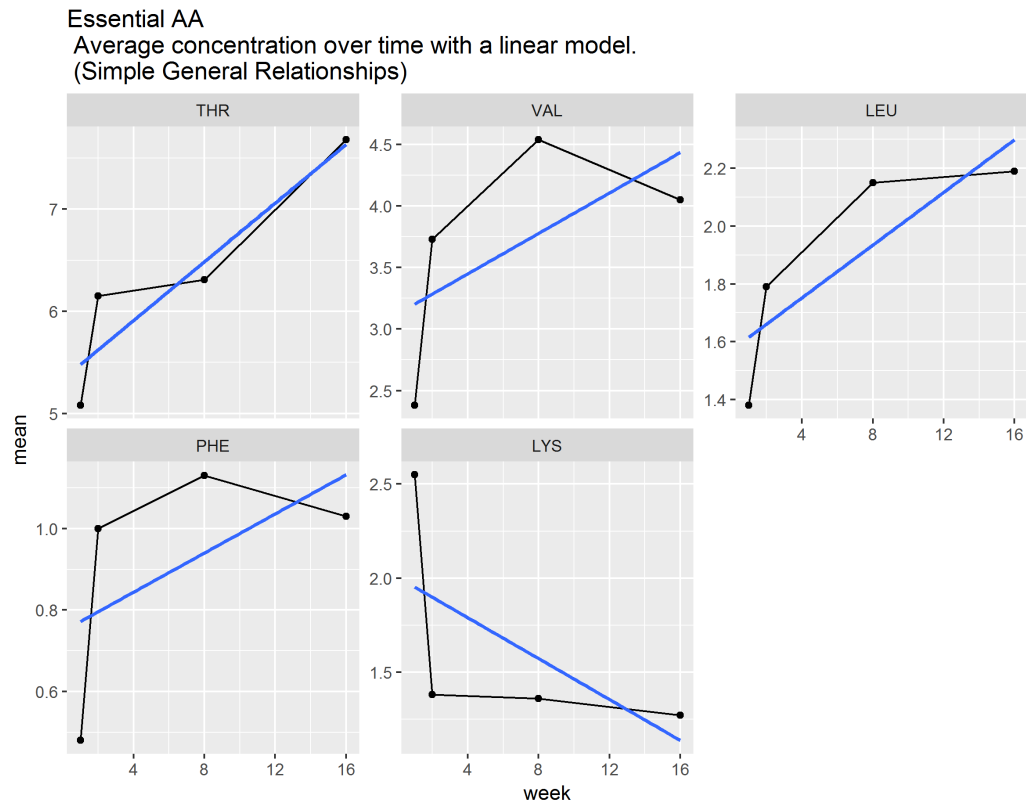 Essential AA
Average concentration over time with a linear model.
(Simple General Relationships)
THR
VAL
LEU
7
6
5
4.5
4.0
3.5
3.0
2.5
2.2
2.0
1.8
1.6
1.4
4 8 12 16
mean
PHE
LYS
1.0
0.8
0.6
2.5
2.0
1.5
4 8 12 16
4 8 12 16
week